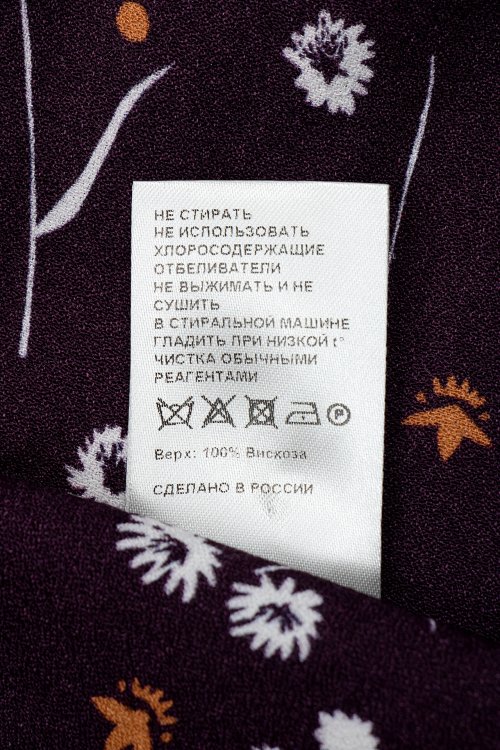 НЕ СТИРАТЬ
НЕ ИСПОЛЬЗОВАТЬ
ХЛОРОСОДЕРЖАЩИЕ
ОТБЕЛИВАТЕЛИ
НЕ ВЫЖИМАТЬ И НЕ
СУШИТЬ
В СТИРАЛЬНОЙ МАШИНЕ
ГЛАДИТЬ ПРИ НИЗКОЙ t°
ЧИСТКА ОБЫЧНЫМИ
РЕАГЕНТАМИ
P
Верх: 100% Вискоза
СДЕЛАНО В РОССИИ